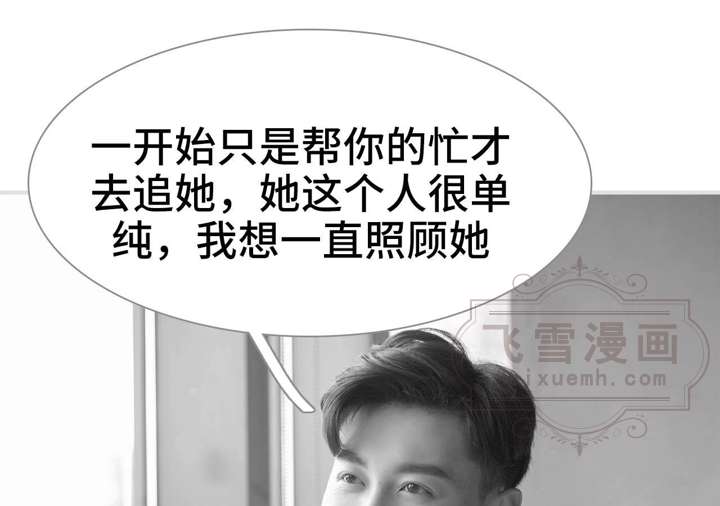 一开始只是帮你的忙才
去追她，她这个人很单
纯，我想一直照顾她
飞雪漫画
ixuemh.com